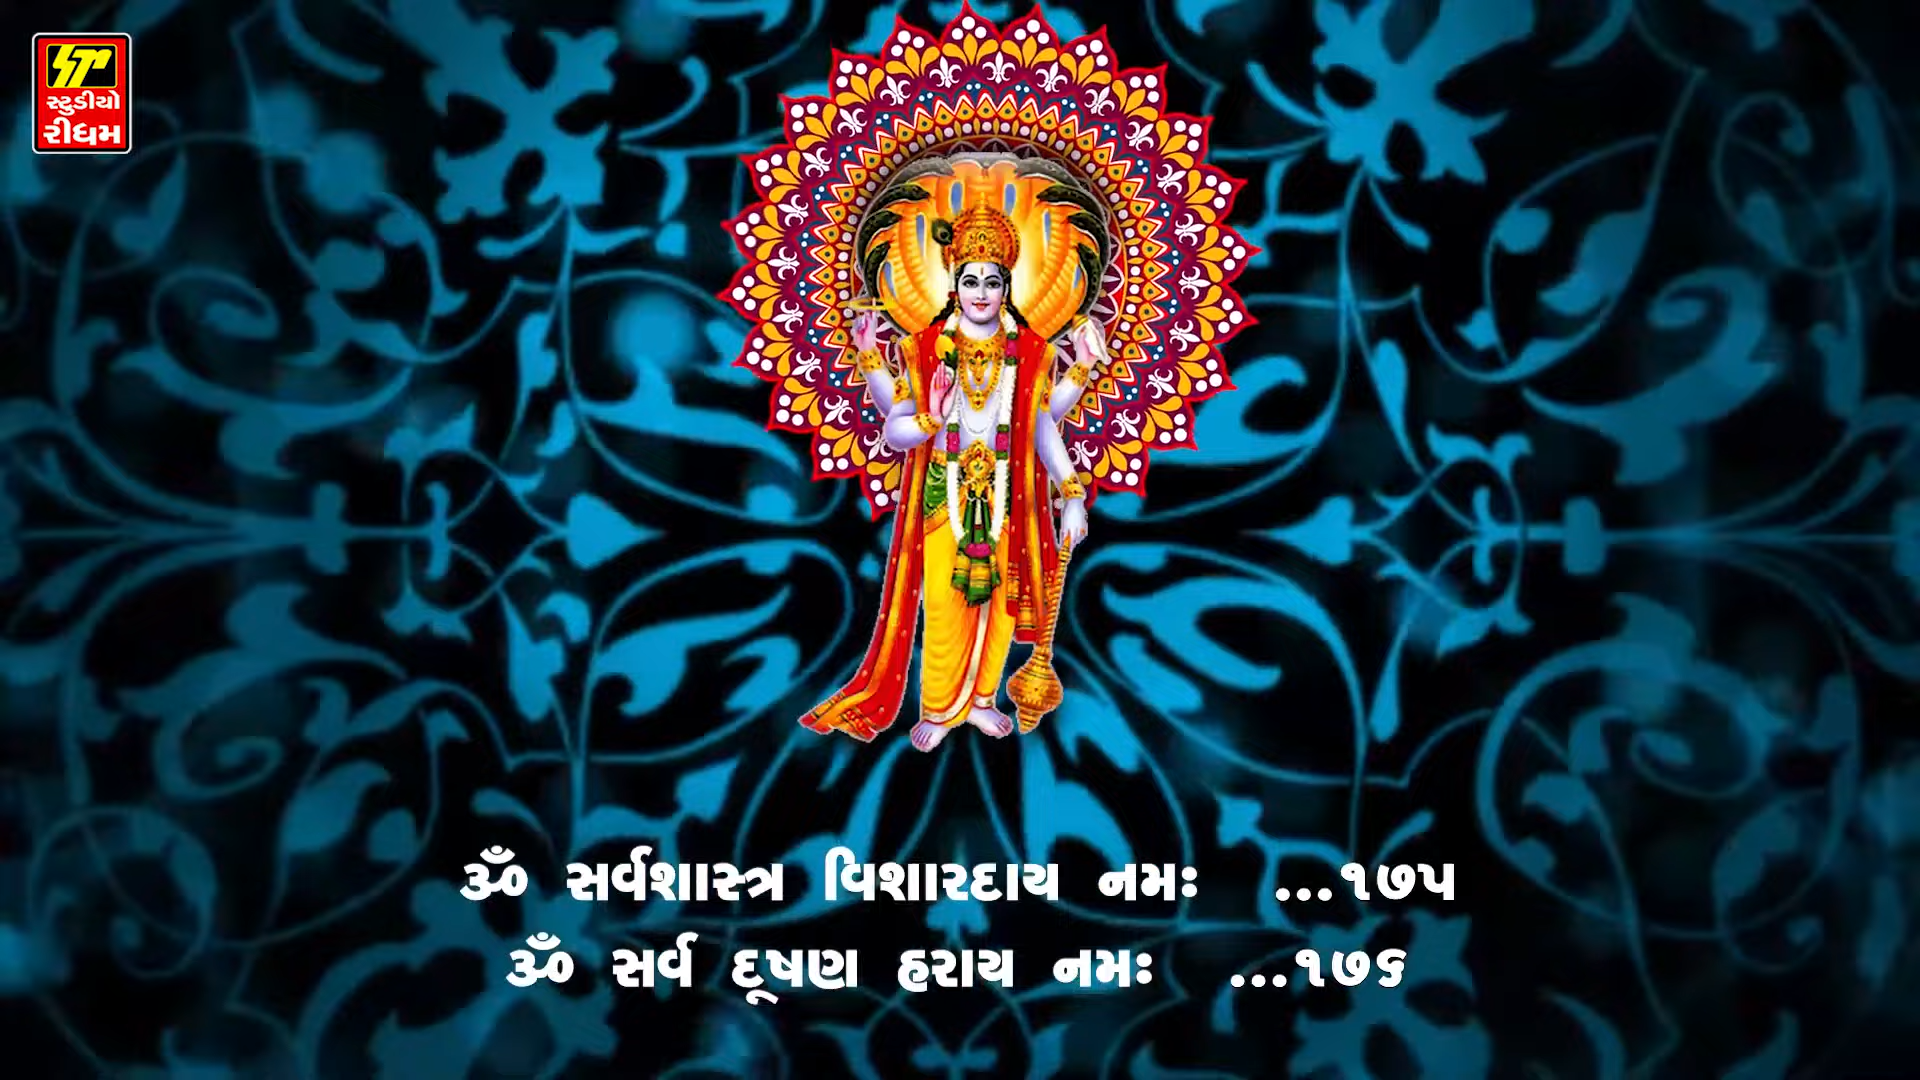 સ્ટુડીયો
રીધમ
ૐ સર્વશાસ્ત્ર વિશારદાય નમઃ ...૧૭૫
ૐ સર્વ દૂષણ હરાય નમઃ ...૧૭૬